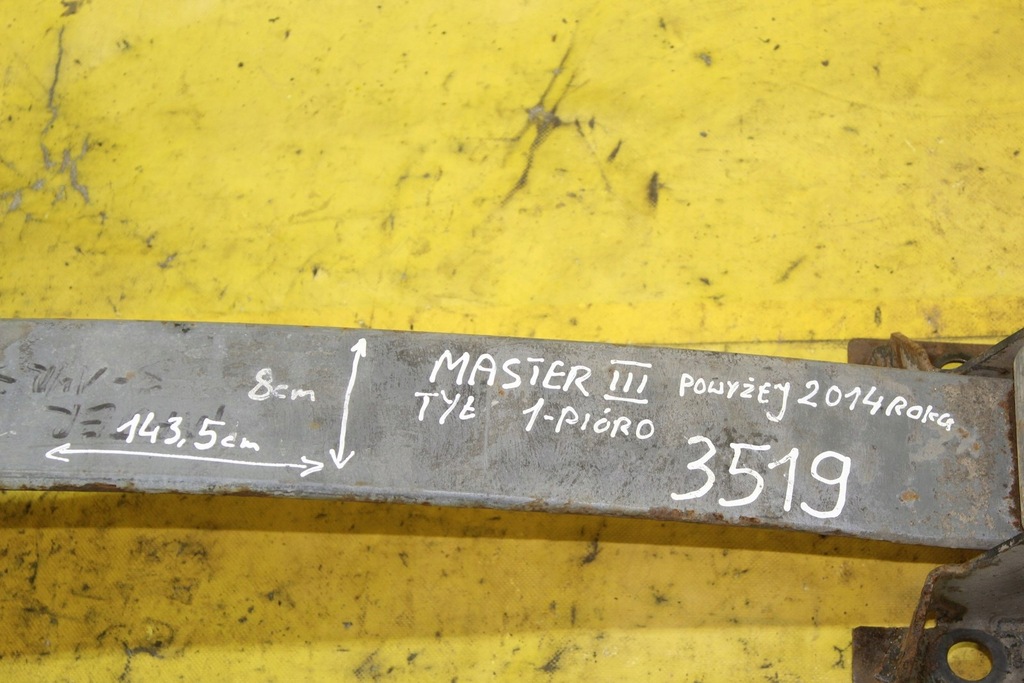 8cm
143,5cm
MASTER III POWYŻEJ 2014 ROKU
TYŁ 1-PIÓRO
3519